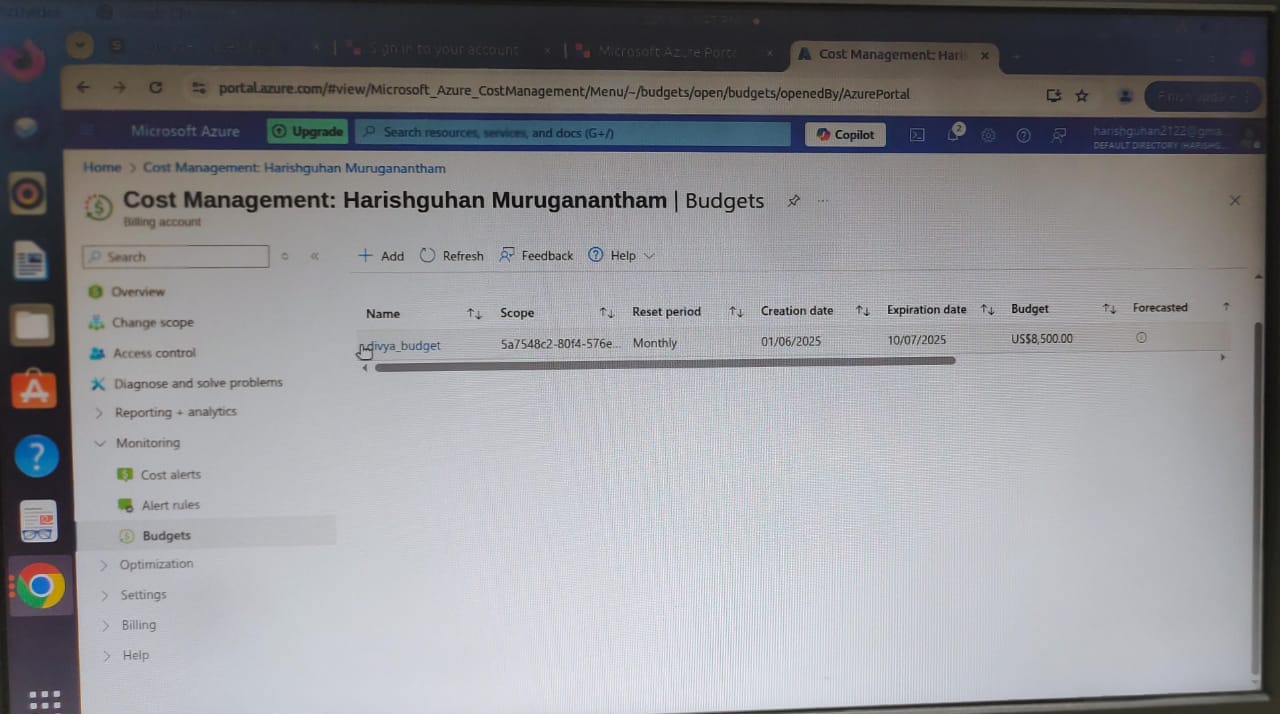 Sign in to your account
Microsoft Azure Porta
Cost Management: Hari
portal.azure.com/#view/Microsoft_Azure_CostManagement/Menu/~/budgets/open/budgets/openedBy/AzurePortal
Finish update
Microsoft Azure
Upgrade
Search resources, services, and docs (G+/)
Copilot
2
harishguhan2122@gma...
DEFAULT DIRECTORY (HARISHG...
Home > Cost Management: Harishguhan Muruganantham
Cost Management: Harishguhan Muruganantham | Budgets
Billing account
Search
Add
Refresh
Feedback
Help
Overview
Change scope
Access control
Diagnose and solve problems
Reporting + analytics
Monitoring
Cost alerts
Alert rules
Budgets
Optimization
Settings
Billing
Help
Name Scope Reset period Creation date Expiration date Budget Forecasted
divya_budget 5a7548c2-80f4-576e... Monthly 01/06/2025 10/07/2025 US$8,500.00